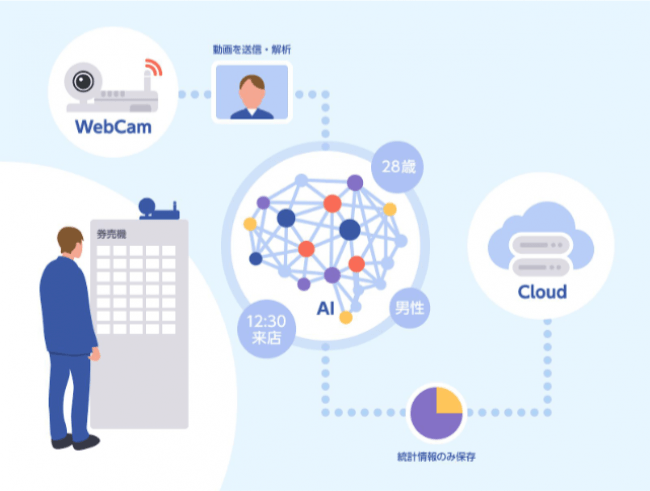 動画を送信・解析
WebCam
28歳
券売機
AI
12:30
来店
男性
Cloud
統計情報のみ保存